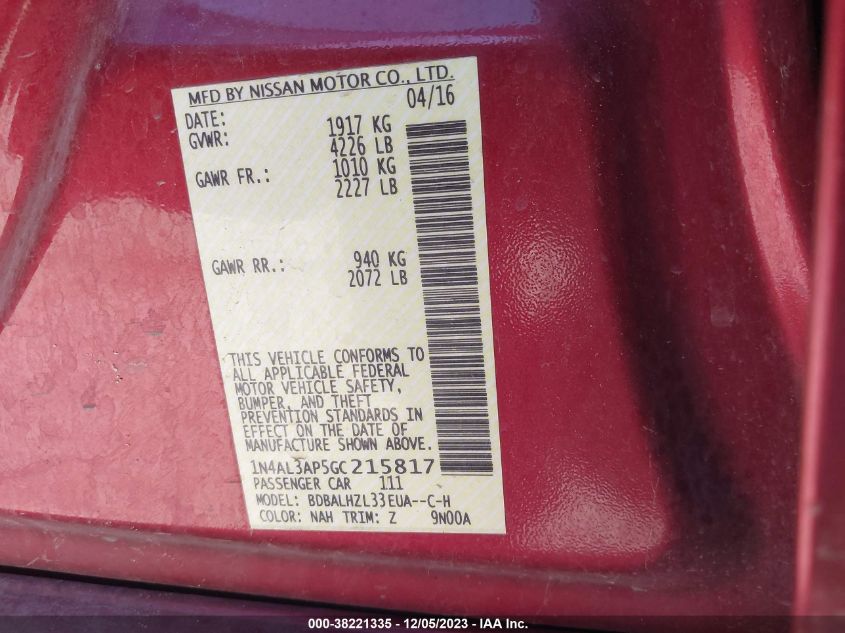 MFD BY NISSAN MOTOR CO., LTD.
DATE: 04/16
GVWR: 1917 KG
4226 LB
GAWR FR.: 1010 KG
2227 LB
GAWR RR.: 940 KG
2072 LB
THIS VEHICLE CONFORMS TO
ALL APPLICABLE FEDERAL
MOTOR VEHICLE SAFETY,
BUMPER, AND THEFT
PREVENTION STANDARDS IN
EFFECT ON THE DATE OF
MANUFACTURE SHOWN ABOVE.
1N4AL3AP5GC215817
PASSENGER CAR 111
MODEL: BDBALHZL33EUA--C-H
COLOR: NAH TRIM: Z 9N00A
000-38221335 - 12/05/2023 - IAA Inc.